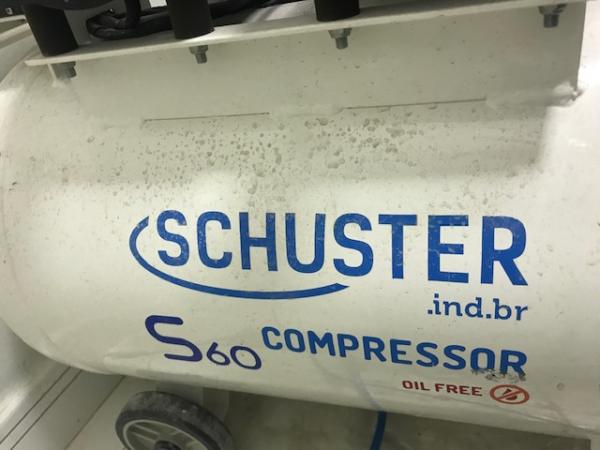 SCHUSTER
.ind.br
S60 COMPRESSOR
OIL FREE